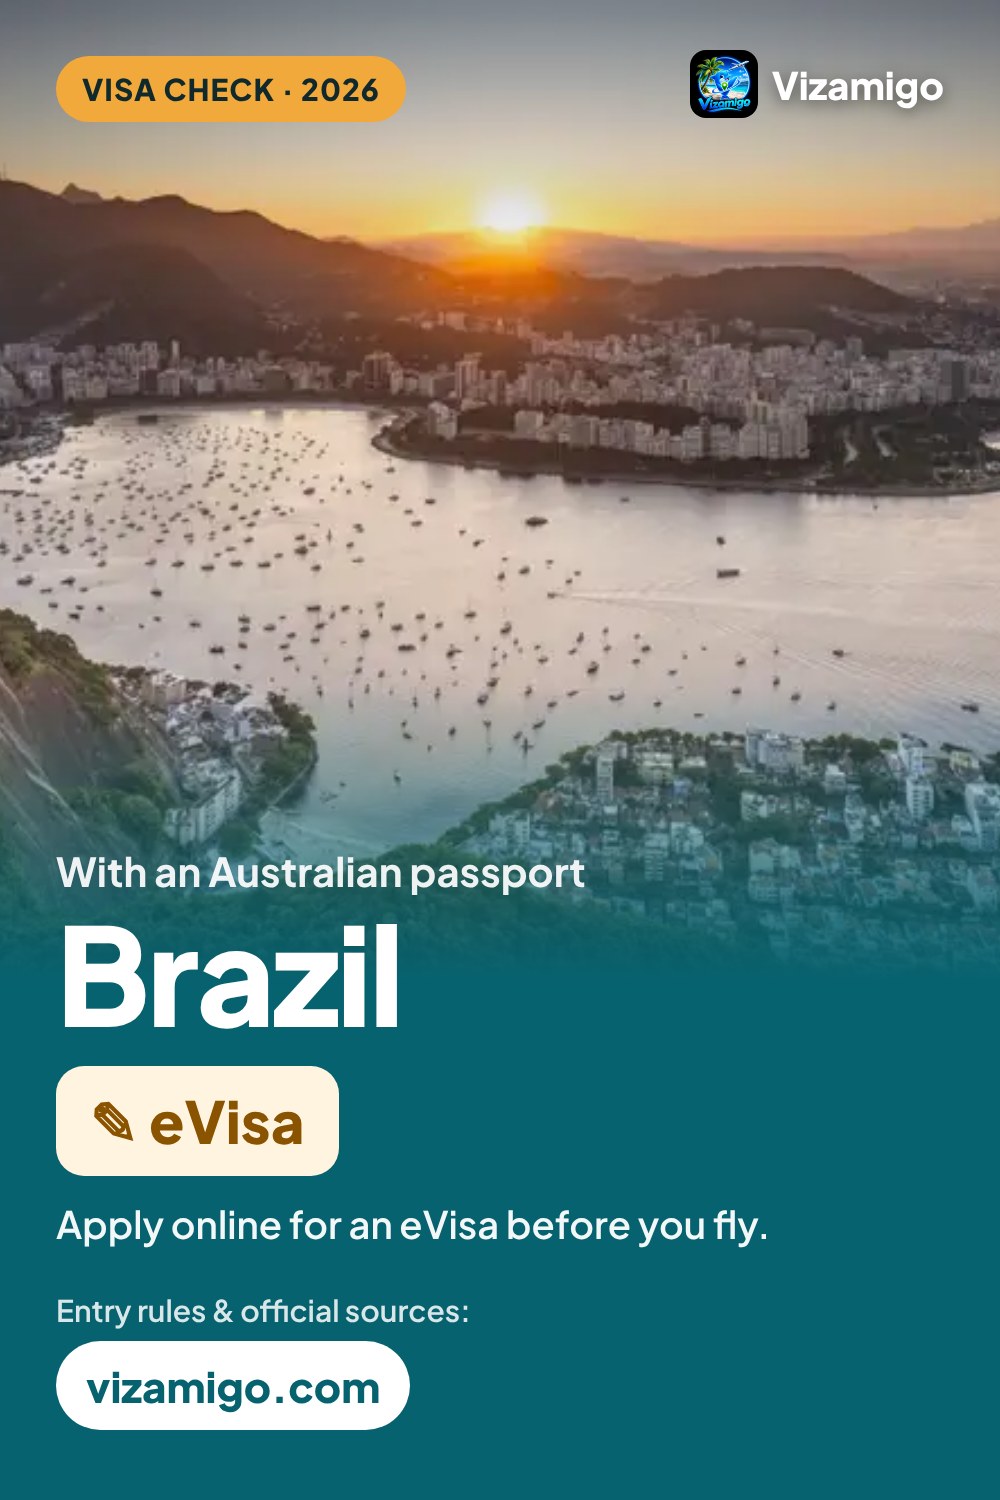 VISA CHECK · 2026
Vizamigo
Vizamigo
With an Australian passport
Brazil
✎ eVisa
Apply online for an eVisa before you fly.
Entry rules & official sources:
vizamigo.com